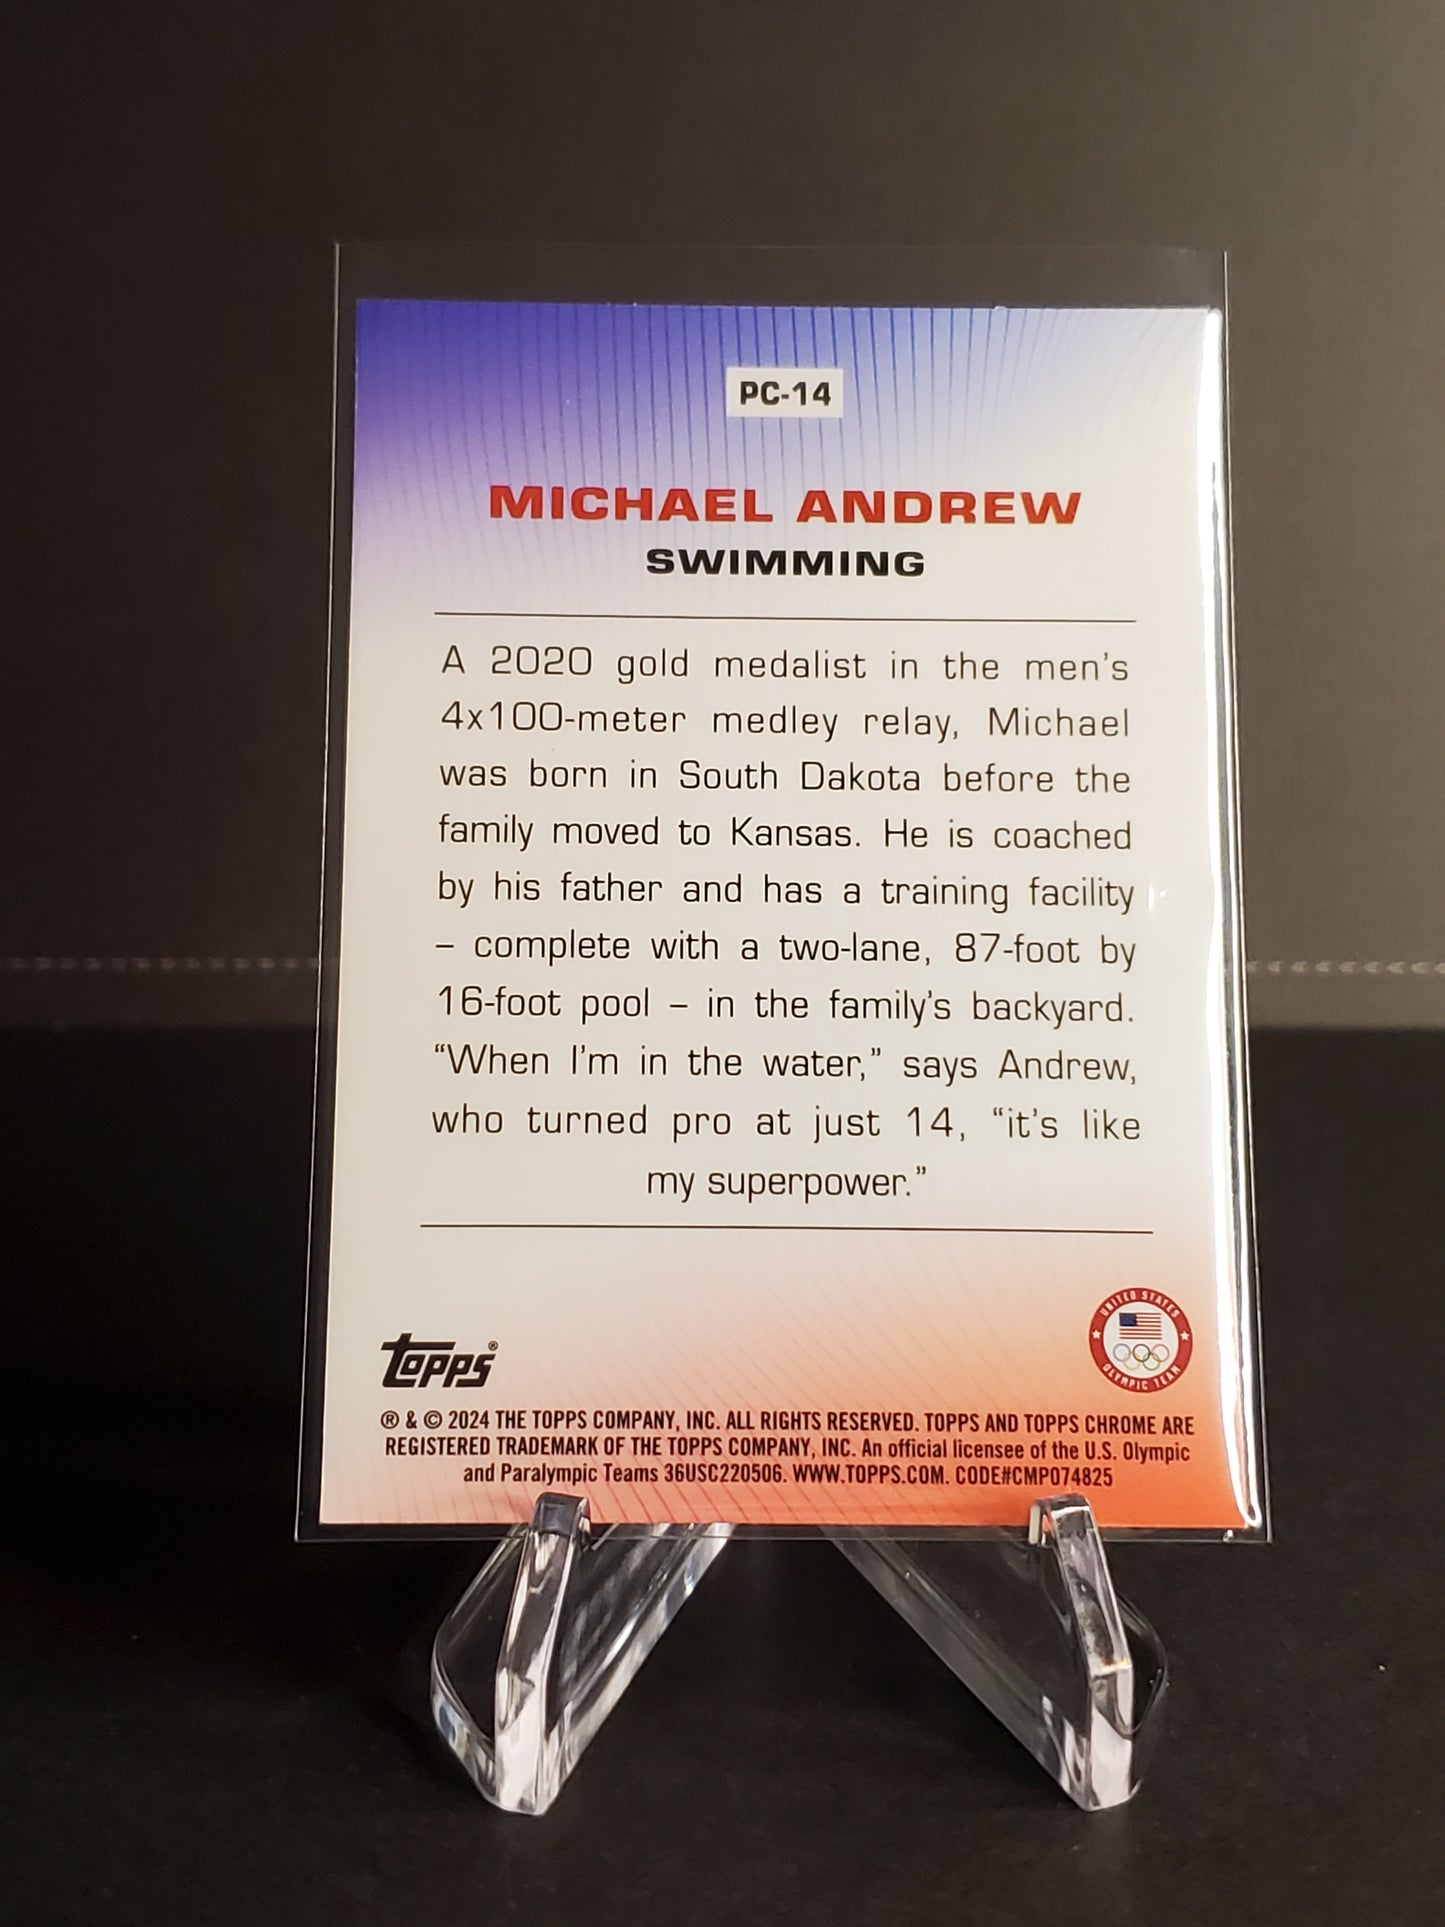 PC-14
MICHAEL ANDREW
SWIMMING
A 2020 gold medalist in the men's
4x100-meter medley relay, Michael
was born in South Dakota before the
family moved to Kansas. He is coached
by his father and has a training facility
– complete with a two-lane, 87-foot by
16-foot pool – in the family's backyard.
“When I'm in the water,” says Andrew,
who turned pro at just 14, “it's like
my superpower.”
UNITED STATES
OLYMPIC TEAM
topps®
® & © 2024 THE TOPPS COMPANY, INC. ALL RIGHTS RESERVED. TOPPS AND TOPPS CHROME ARE
REGISTERED TRADEMARK OF THE TOPPS COMPANY, INC. An official licensee of the U.S. Olympic
and Paralympic Teams 36USC220506. WWW.TOPPS.COM. CODE#CMP074825